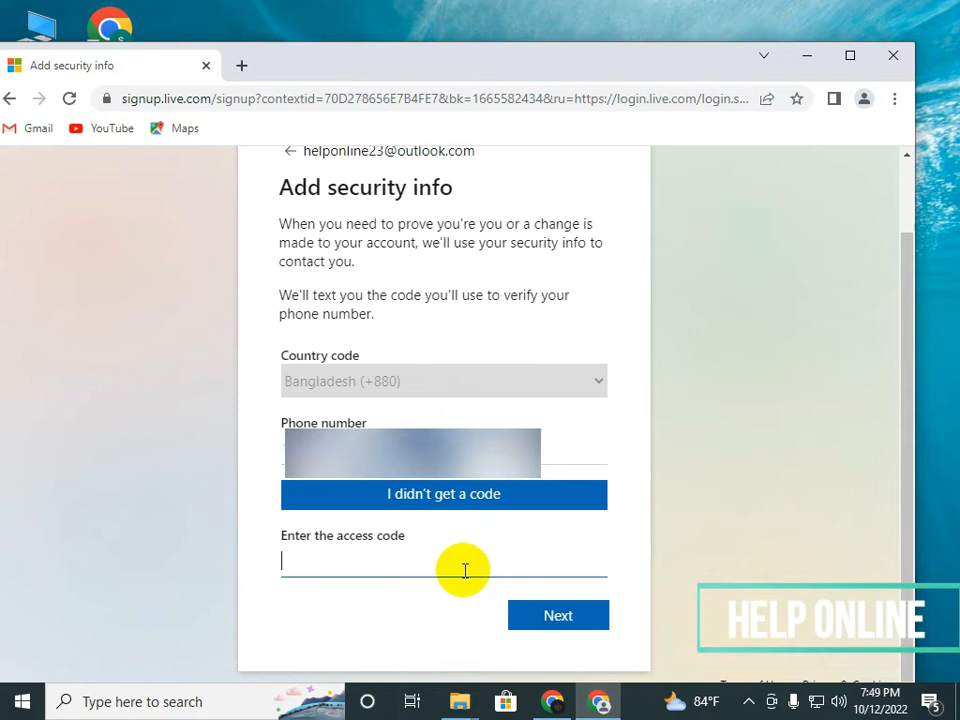 Add security info
signup.live.com/signup?contextid=70D278656E7B4FE7&bk=1665582434&ru=https://login.live.com/login.s...
Gmail YouTube Maps
helponline23@outlook.com
Add security info
When you need to prove you're you or a change is
made to your account, we'll use your security info to
contact you.
We'll text you the code you'll use to verify your
phone number.
Country code
Bangladesh (+880)
Phone number
I didn't get a code
Enter the access code
Next
HELP ONLINE
Type here to search
84°F
7:49 PM
10/12/2022
5